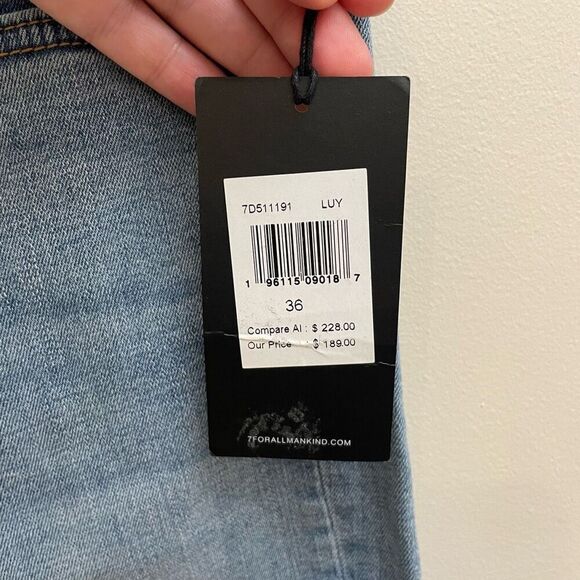 7D511191 LUY
1 96115 09018 7
36
Compare At : $ 228.00
Our Price : $ 189.00
7FORALLMANKIND.COM